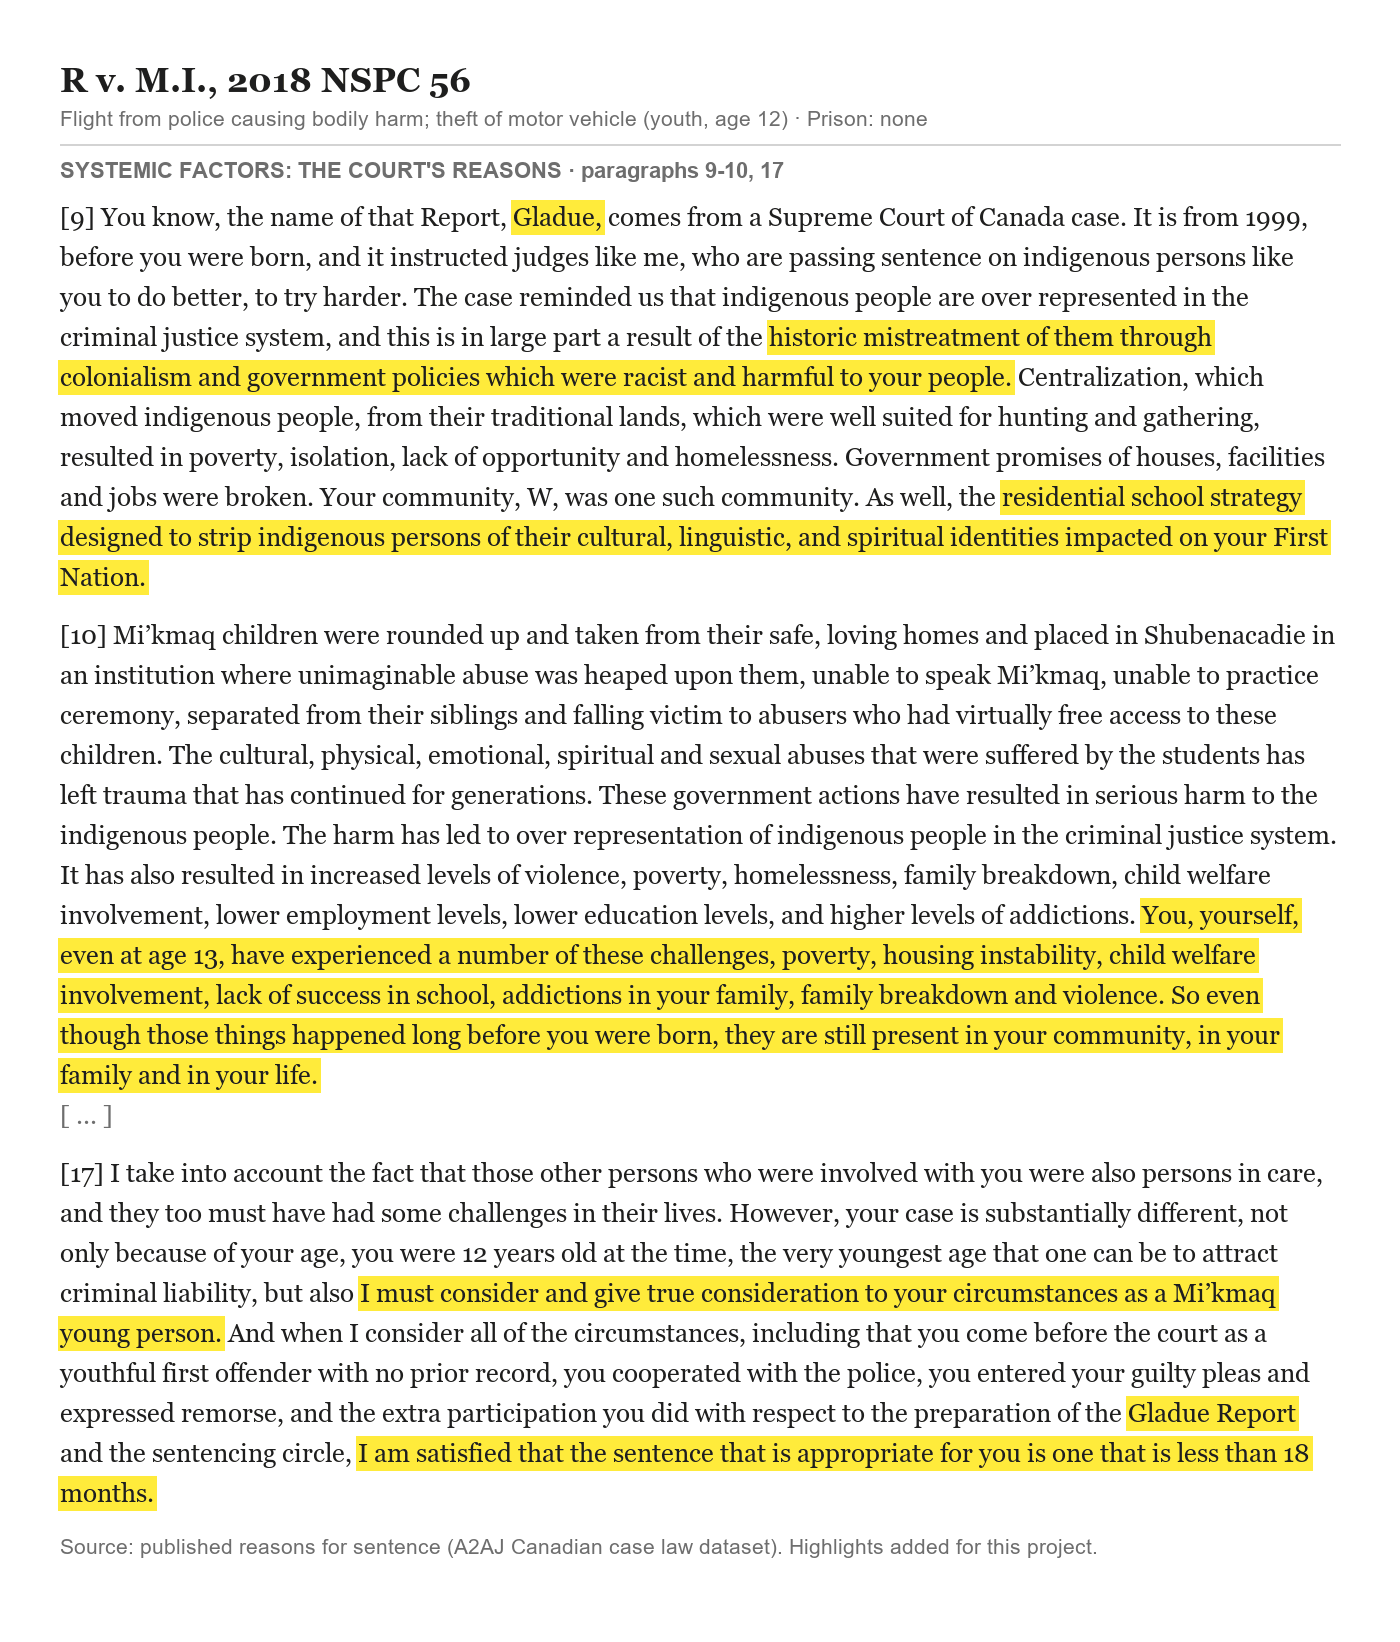 R v. M.I., 2018 NSPC 56
Flight from police causing bodily harm; theft of motor vehicle (youth, age 12) · Prison: none
SYSTEMIC FACTORS: THE COURT'S REASONS · paragraphs 9-10, 17
[9] You know, the name of that Report, Gladue, comes from a Supreme Court of Canada case. It is from 1999,
before you were born, and it instructed judges like me, who are passing sentence on indigenous persons like
you to do better, to try harder. The case reminded us that indigenous people are over represented in the
criminal justice system, and this is in large part a result of the historic mistreatment of them through
colonialism and government policies which were racist and harmful to your people. Centralization, which
moved indigenous people, from their traditional lands, which were well suited for hunting and gathering,
resulted in poverty, isolation, lack of opportunity and homelessness. Government promises of houses, facilities
and jobs were broken. Your community, W, was one such community. As well, the residential school strategy
designed to strip indigenous persons of their cultural, linguistic, and spiritual identities impacted on your First
Nation.
[10] Mi’kmaq children were rounded up and taken from their safe, loving homes and placed in Shubenacadie in
an institution where unimaginable abuse was heaped upon them, unable to speak Mi’kmaq, unable to practice
ceremony, separated from their siblings and falling victim to abusers who had virtually free access to these
children. The cultural, physical, emotional, spiritual and sexual abuses that were suffered by the students has
left trauma that has continued for generations. These government actions have resulted in serious harm to the
indigenous people. The harm has led to over representation of indigenous people in the criminal justice system.
It has also resulted in increased levels of violence, poverty, homelessness, family breakdown, child welfare
involvement, lower employment levels, lower education levels, and higher levels of addictions. You, yourself,
even at age 13, have experienced a number of these challenges, poverty, housing instability, child welfare
involvement, lack of success in school, addictions in your family, family breakdown and violence. So even
though those things happened long before you were born, they are still present in your community, in your
family and in your life.
[ ... ]
[17] I take into account the fact that those other persons who were involved with you were also persons in care,
and they too must have had some challenges in their lives. However, your case is substantially different, not
only because of your age, you were 12 years old at the time, the very youngest age that one can be to attract
criminal liability, but also I must consider and give true consideration to your circumstances as a Mi’kmaq
young person. And when I consider all of the circumstances, including that you come before the court as a
youthful first offender with no prior record, you cooperated with the police, you entered your guilty pleas and
expressed remorse, and the extra participation you did with respect to the preparation of the Gladue Report
and the sentencing circle, I am satisfied that the sentence that is appropriate for you is one that is less than 18
months.
Source: published reasons for sentence (A2AJ Canadian case law dataset). Highlights added for this project.